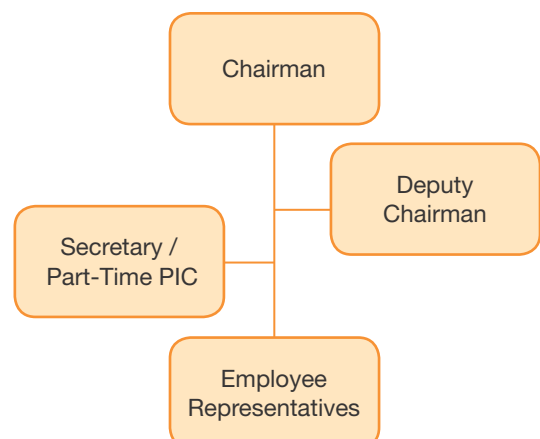 Chairman
Deputy
Chairman
Secretary /
Part-Time PIC
Employee
Representatives